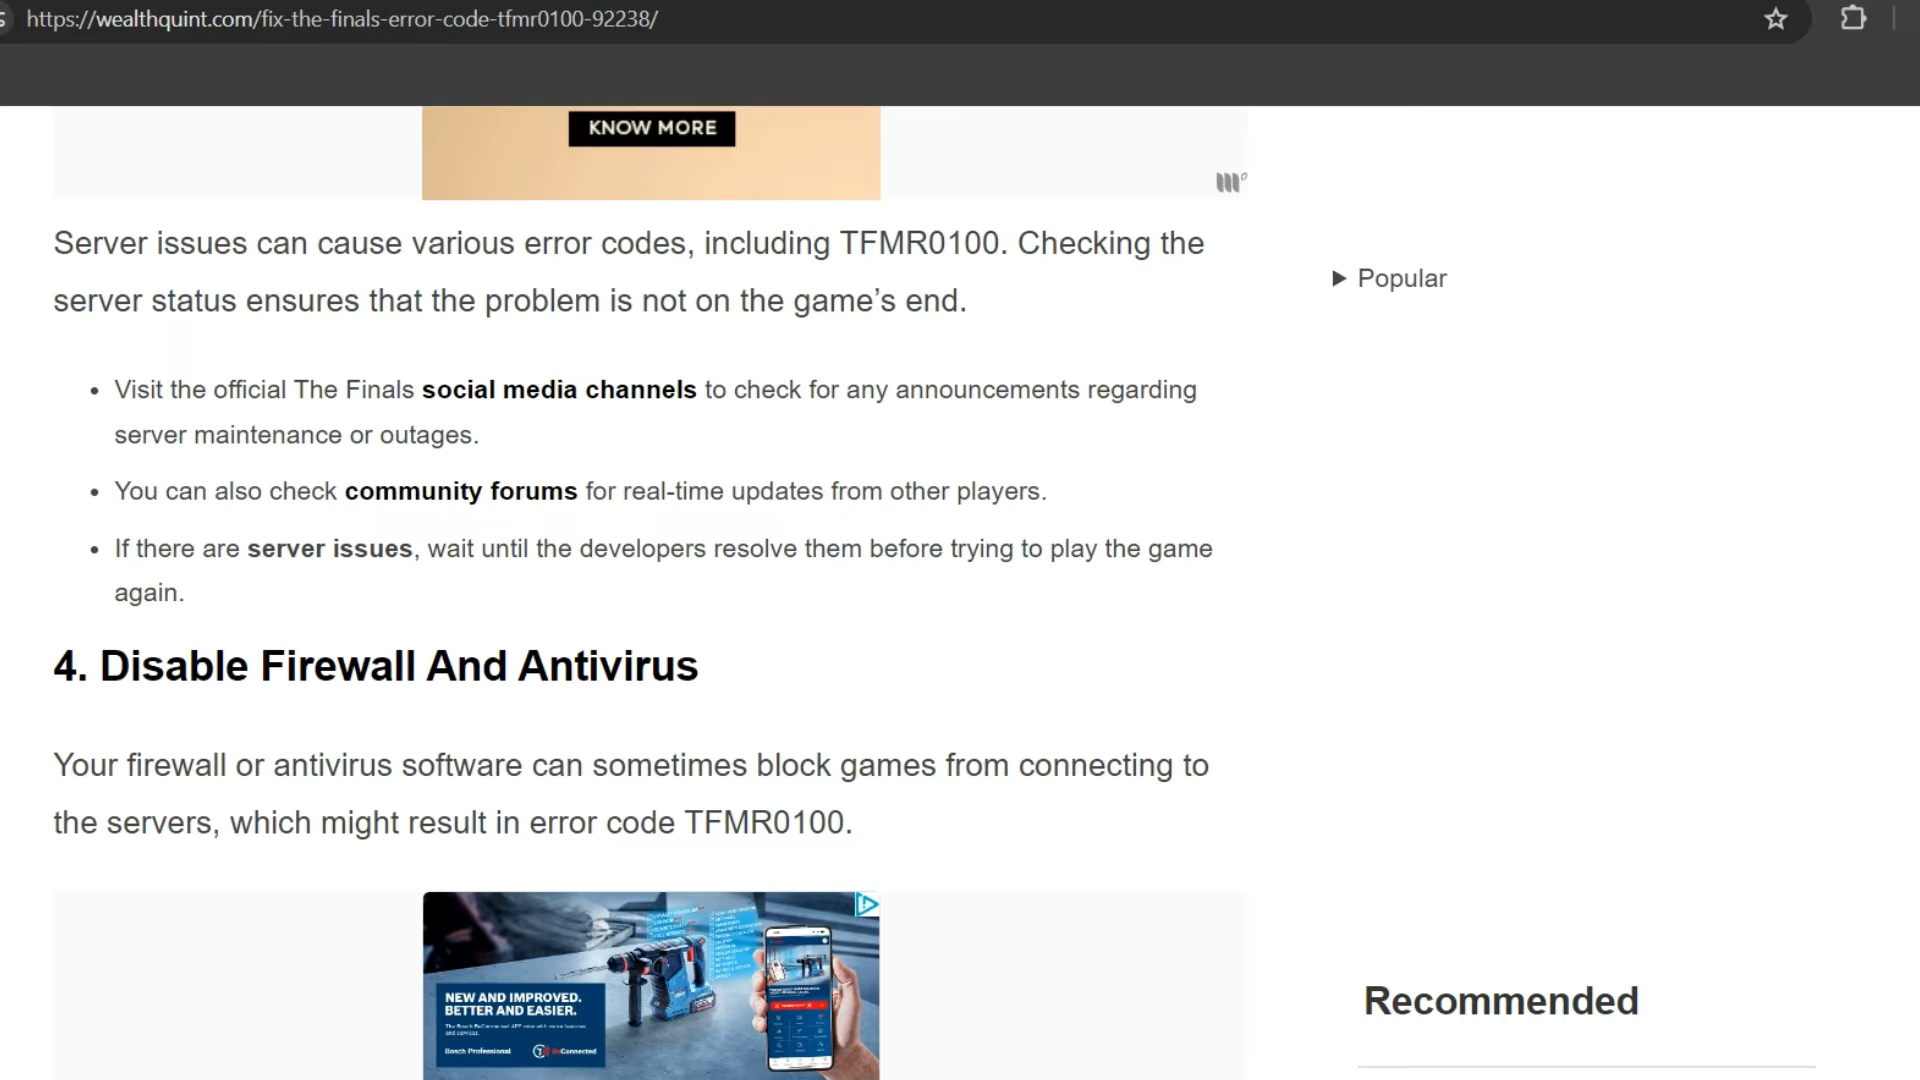 https://wealthquint.com/fix-the-finals-error-code-tfmr0100-92238/
KNOW MORE
Server issues can cause various error codes, including TFMR0100. Checking the
server status ensures that the problem is not on the game’s end.
Popular
• Visit the official The Finals social media channels to check for any announcements regarding
server maintenance or outages.
• You can also check community forums for real-time updates from other players.
• If there are server issues, wait until the developers resolve them before trying to play the game
again.
4. Disable Firewall And Antivirus
Your firewall or antivirus software can sometimes block games from connecting to
the servers, which might result in error code TFMR0100.
NEW AND IMPROVED.
BETTER AND EASIER.
Bosch Professional
Connected
Recommended